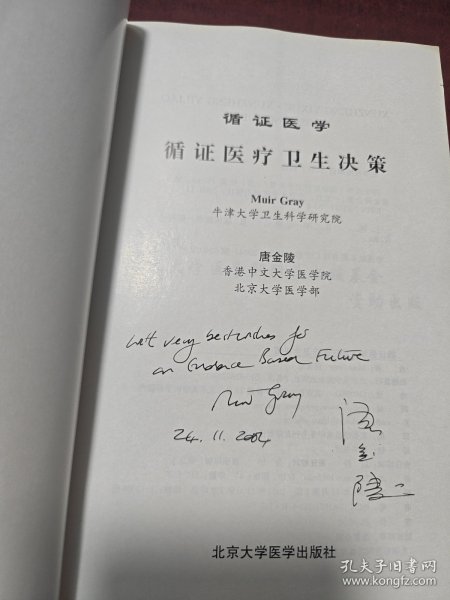 循证医学
循证医疗卫生决策
Muir Gray
牛津大学卫生科学研究院
唐金陵
香港中文大学医学院
北京大学医学部
with very best wishes for
an Evidence Based Future
Muir Gray
24.11.2004
唐
金
陵
北京大学医学出版社
孔夫子旧书网
www.kongfz.com